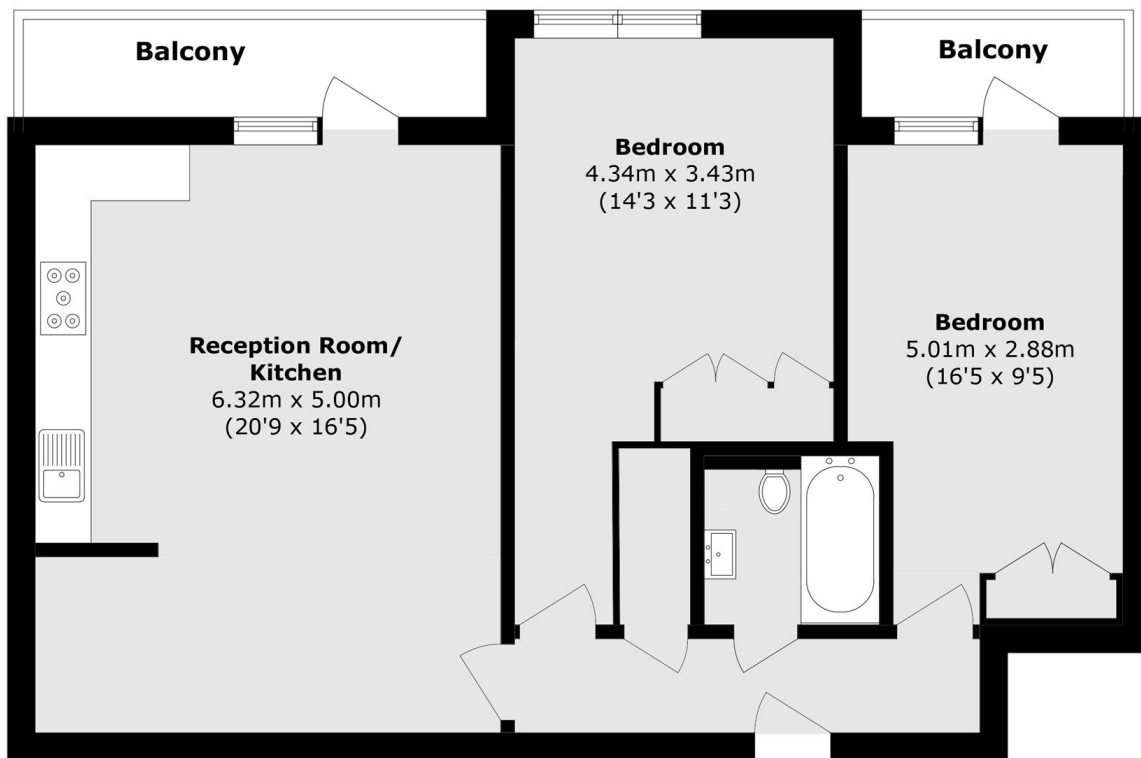 Balcony
Balcony
Bedroom
4.34m x 3.43m
(14'3 x 11'3)
Reception Room/
Kitchen
6.32m x 5.00m
(20'9 x 16'5)
Bedroom
5.01m x 2.88m
(16'5 x 9'5)